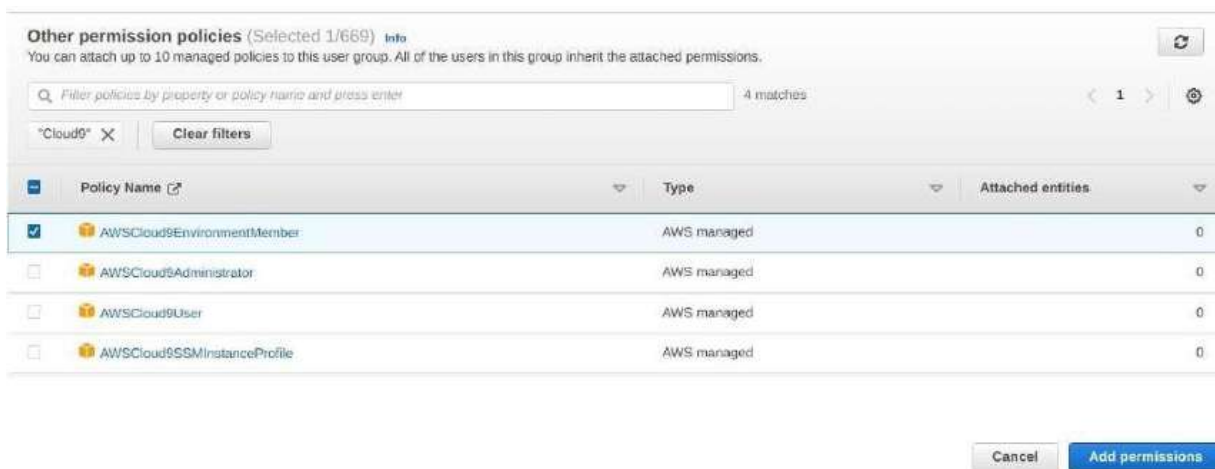 Other permission policies (Selected 1/669) Info
You can attach up to 10 managed policies to this user group. All of the users in this group inherit the attached permissions.
Filter policies by property or policy name and press enter
4 matches
1
"Cloud9"
Clear filters
Policy Name Type Attached entities
AWSCloud9EnvironmentMember AWS managed 0
AWSCloud9Administrator AWS managed 0
AWSCloud9User AWS managed 0
AWSCloud9SSMInstanceProfile AWS managed 0
Cancel Add permissions